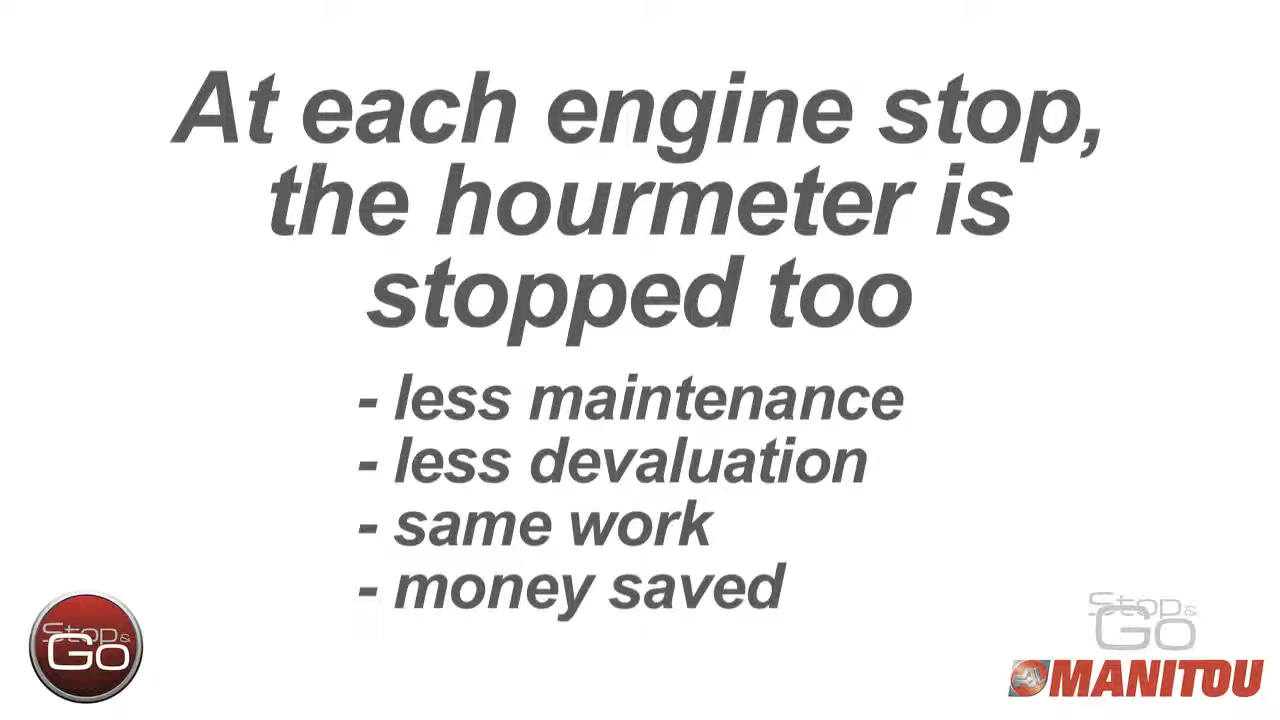 At each engine stop,
the hourmeter is
stopped too
- less maintenance
- less devaluation
- same work
- money saved
Stop&
Go
Stop&
Go
MANITOU